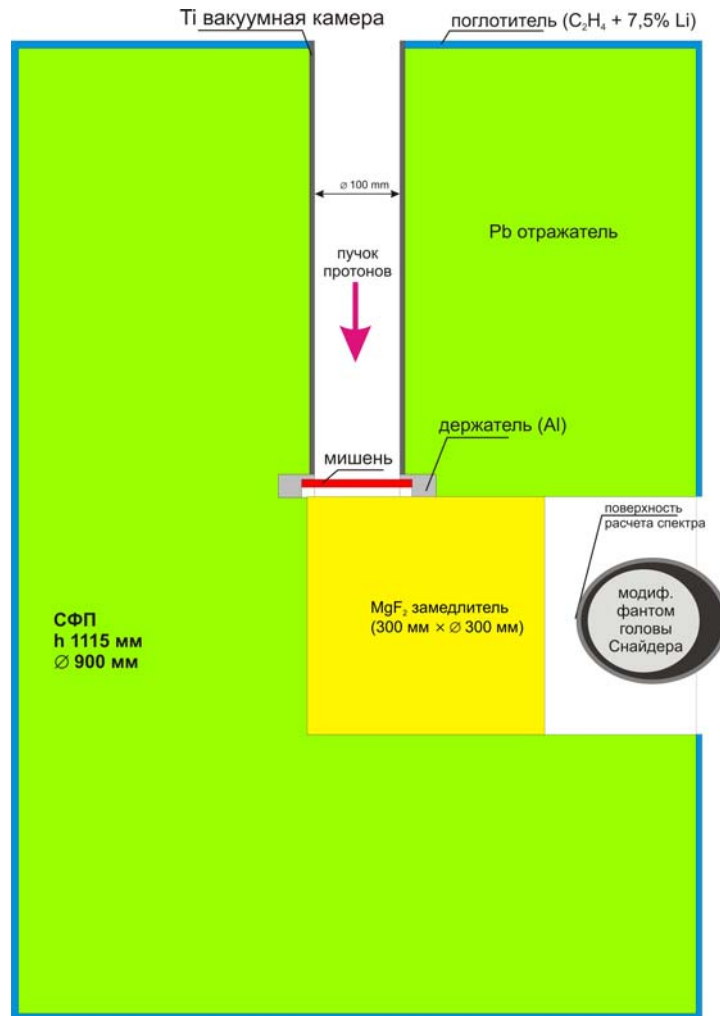 Ti вакуумная камера
поглотитель (C₂H₄ + 7,5% Li)
⌀ 100 mm
Pb отражатель
пучок
протонов
держатель (Al)
мишень
поверхность
расчета спектра
MgF₂ замедлитель
(300 мм × ∅ 300 мм)
модиф.
фантом
головы
Снайдера
СФП
h 1115 мм
∅ 900 мм